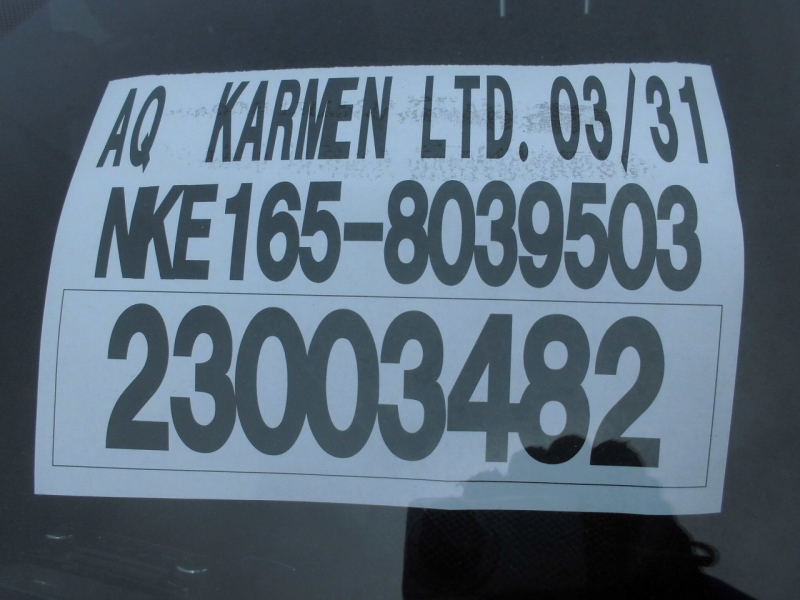 AQ KARMEN LTD. 03/31
NKE165-8039503
23003482